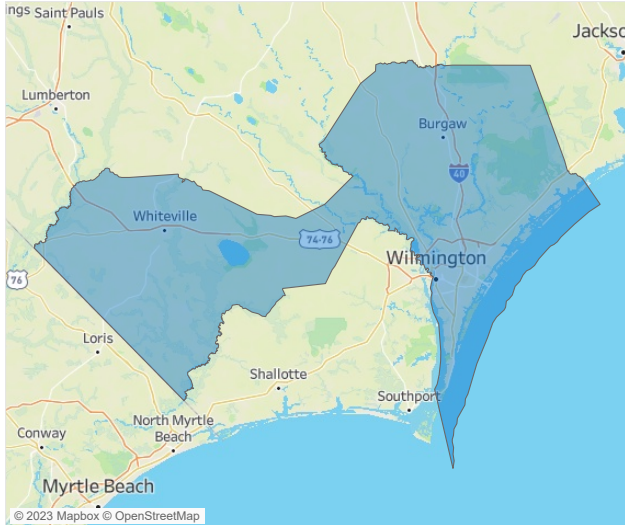 ngs
Saint Pauls
Jackso
Lumberton
Burgaw
40
Whiteville
74-76
Wilmington
76
Loris
Shallotte
Southport
North Myrtle
Beach
Conway
Myrtle Beach
© 2023 Mapbox © OpenStreetMap